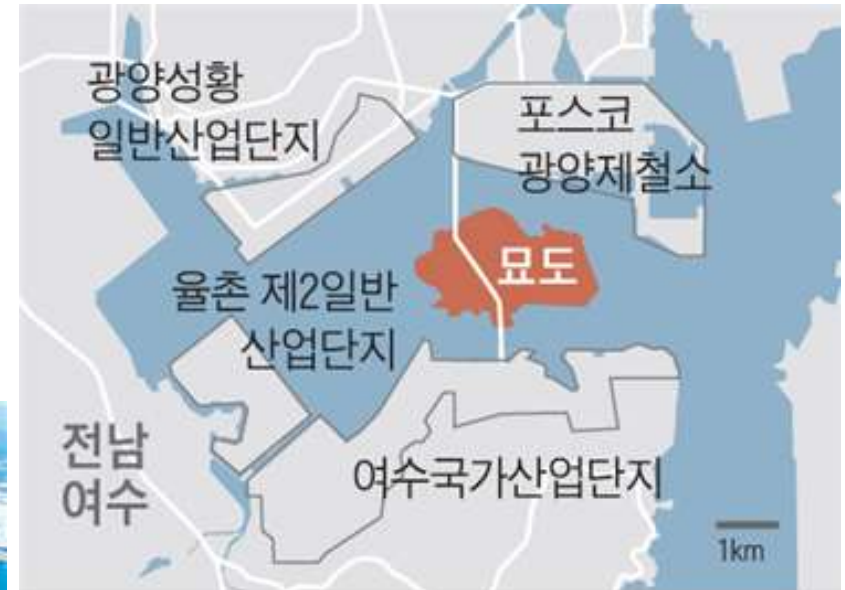 광양성황
일반산업단지
포스코
광양제철소
묘도
율촌 제2일반
산업단지
전남
여수
여수국가산업단지
1km